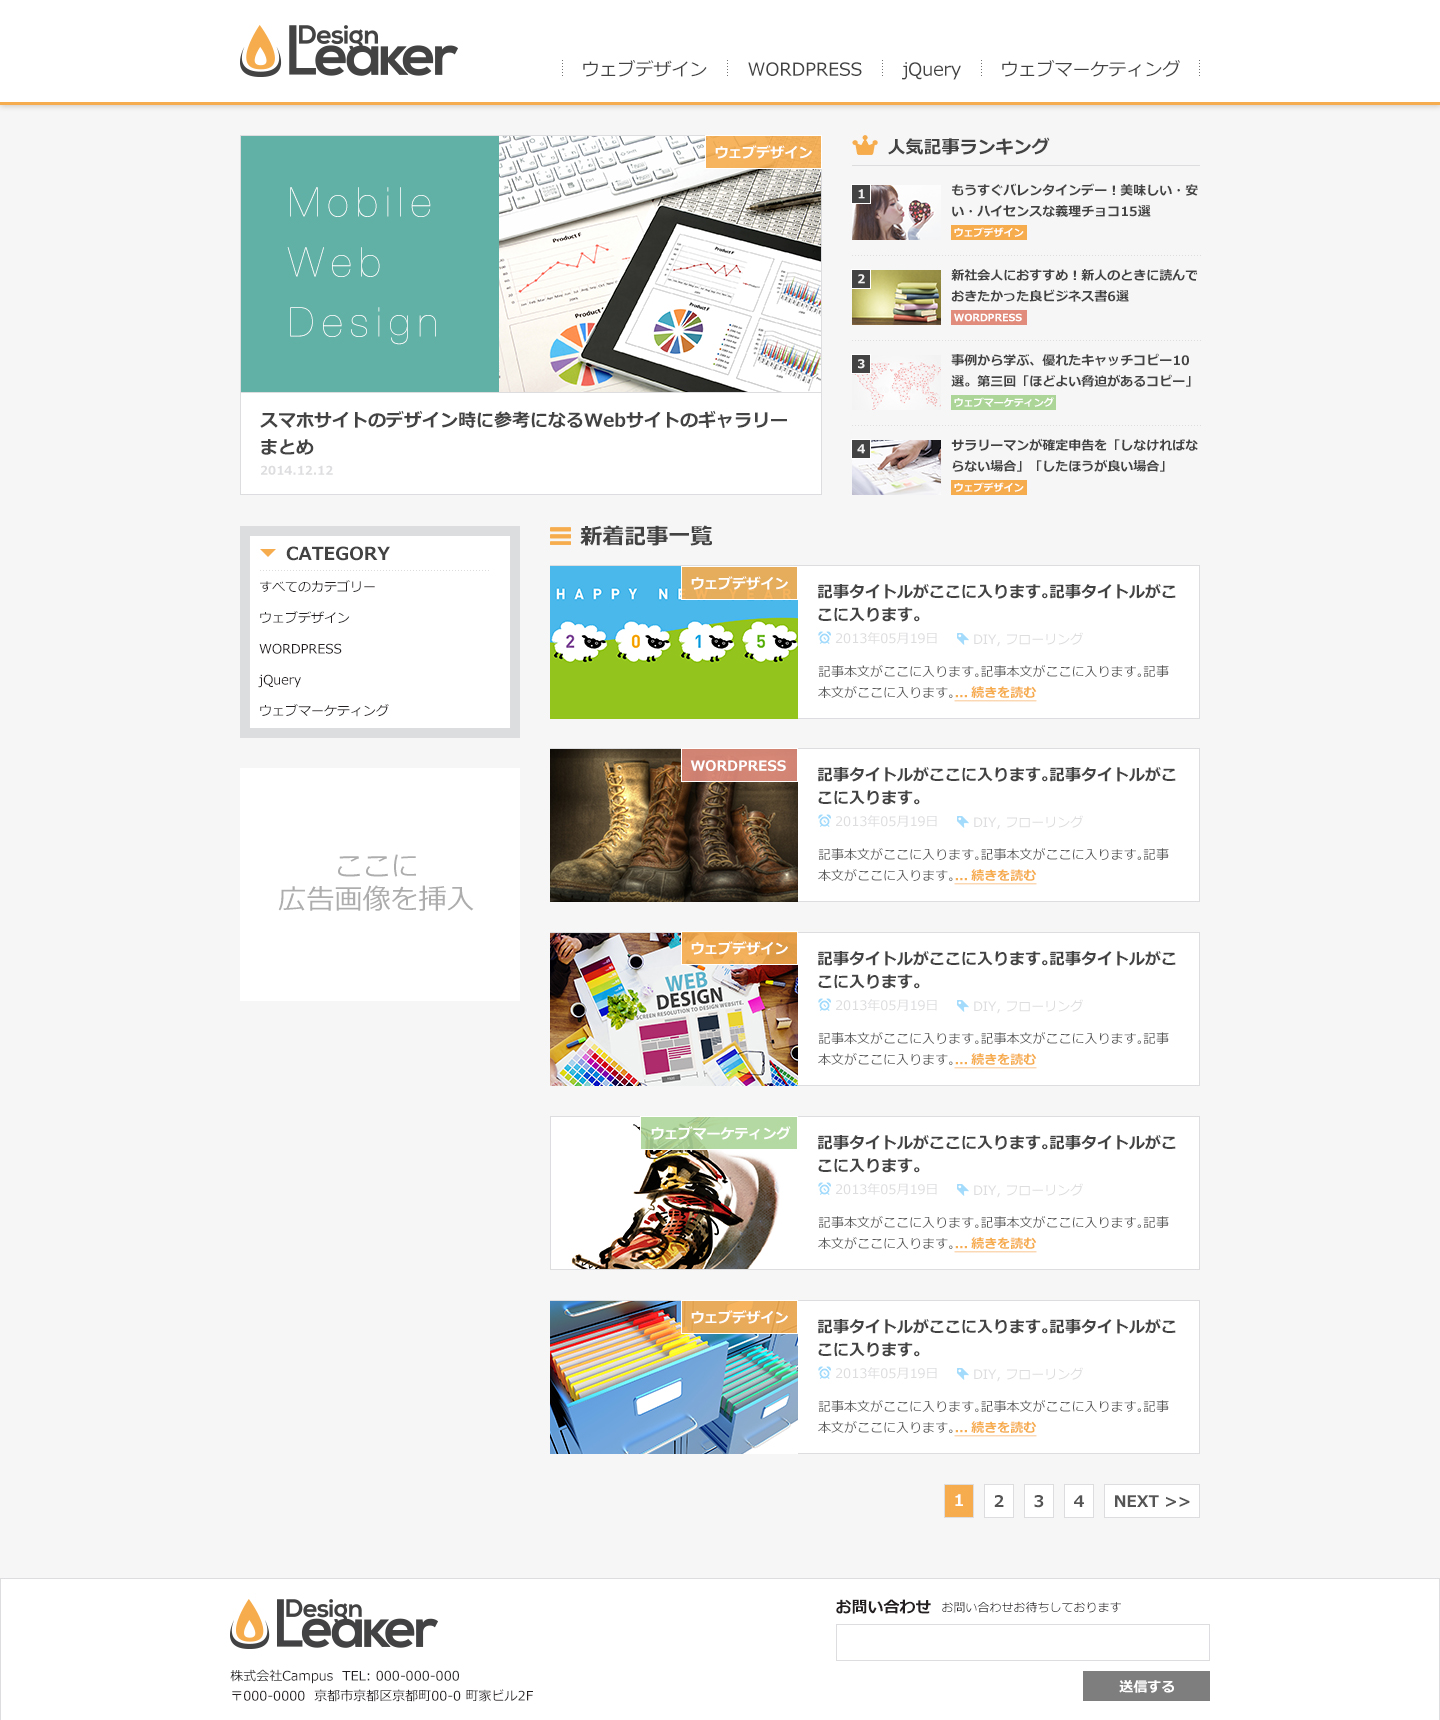 Design
Leaker
ウェブデザイン
WORDPRESS
jQuery
ウェブマーケティング
Mobile
Web
Design
Product F
Product F
ウェブデザイン
スマホサイトのデザイン時に参考になるWebサイトのギャラリー
まとめ
2014.12.12
人気記事ランキング
1
もうすぐバレンタインデー！美味しい・安
い・ハイセンスな義理チョコ15選
ウェブデザイン
2
新社会人におすすめ！新人のときに読んで
おきたかった良ビジネス書6選
WORDPRESS
3
事例から学ぶ、優れたキャッチコピー10
選。第三回「ほどよい脅迫があるコピー」
ウェブマーケティング
4
サラリーマンが確定申告を「しなければな
らない場合」「したほうが良い場合」
ウェブデザイン
CATEGORY
すべてのカテゴリー
ウェブデザイン
WORDPRESS
jQuery
ウェブマーケティング
ここに
広告画像を挿入
新着記事一覧
ウェブデザイン
HAPPY NEW YEAR
2 0 1 5
記事タイトルがここに入ります。記事タイトルがこ
こに入ります。
2013年05月19日 DIY, フローリング
記事本文がここに入ります。記事本文がここに入ります。記事
本文がここに入ります。... 続きを読む
WORDPRESS
記事タイトルがここに入ります。記事タイトルがこ
こに入ります。
2013年05月19日 DIY, フローリング
記事本文がここに入ります。記事本文がここに入ります。記事
本文がここに入ります。... 続きを読む
ウェブデザイン
WEB
DESIGN
SCREEN RESOLUTION TO DESIGN WEBSITE.
記事タイトルがここに入ります。記事タイトルがこ
こに入ります。
2013年05月19日 DIY, フローリング
記事本文がここに入ります。記事本文がここに入ります。記事
本文がここに入ります。... 続きを読む
ウェブマーケティング
記事タイトルがここに入ります。記事タイトルがこ
こに入ります。
2013年05月19日 DIY, フローリング
記事本文がここに入ります。記事本文がここに入ります。記事
本文がここに入ります。... 続きを読む
ウェブデザイン
記事タイトルがここに入ります。記事タイトルがこ
こに入ります。
2013年05月19日 DIY, フローリング
記事本文がここに入ります。記事本文がここに入ります。記事
本文がここに入ります。... 続きを読む
1 2 3 4 NEXT >>
Design
Leaker
株式会社Campus TEL: 000-000-000
〒000-0000 京都市京都区京都町00-0 町家ビル2F
お問い合わせ お問い合わせお待ちしております
送信する